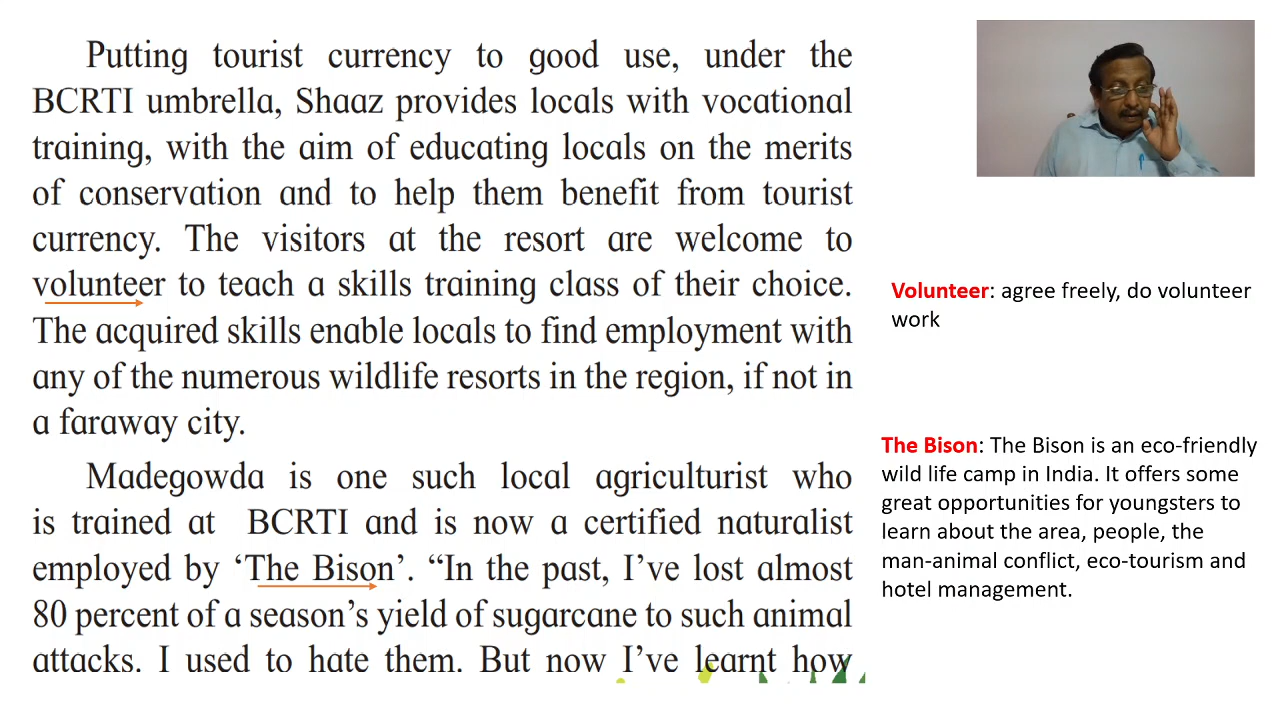 Putting tourist currency to good use, under the
BCRTI umbrella, Shaaz provides locals with vocational
training, with the aim of educating locals on the merits
of conservation and to help them benefit from tourist
currency. The visitors at the resort are welcome to
volunteer to teach a skills training class of their choice.
The acquired skills enable locals to find employment with
any of the numerous wildlife resorts in the region, if not in
a faraway city.
Madegowda is one such local agriculturist who
is trained at BCRTI and is now a certified naturalist
employed by ‘The Bison’. “In the past, I’ve lost almost
80 percent of a season’s yield of sugarcane to such animal
attacks. I used to hate them. But now I’ve learnt how
Volunteer: agree freely, do volunteer
work
The Bison: The Bison is an eco-friendly
wild life camp in India. It offers some
great opportunities for youngsters to
learn about the area, people, the
man-animal conflict, eco-tourism and
hotel management.